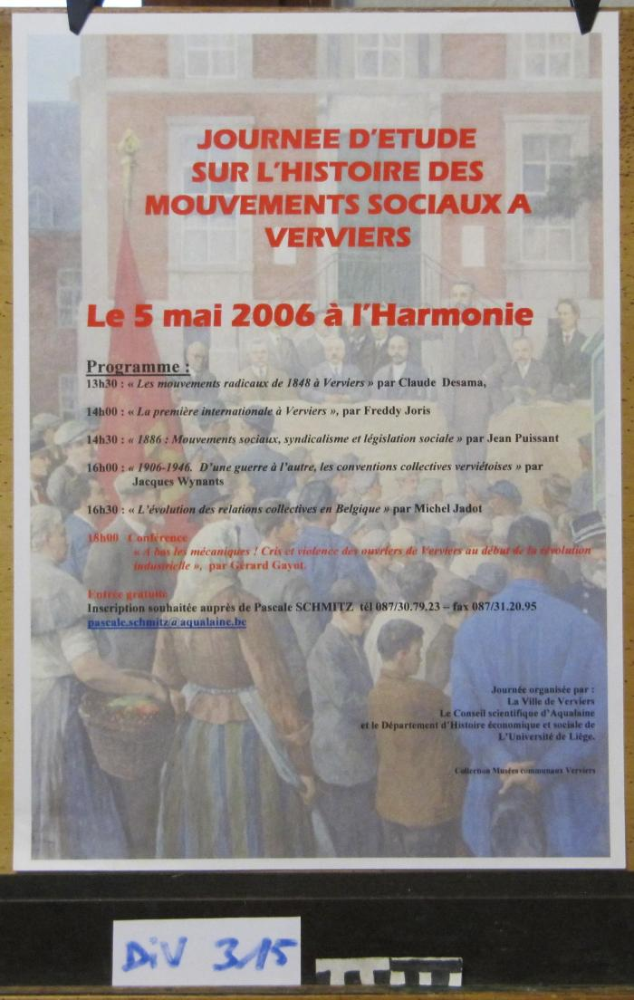 JOURNEE D'ETUDE
SUR L'HISTOIRE DES
MOUVEMENTS SOCIAUX A
VERVIERS
Le 5 mai 2006 à l'Harmonie
Programme :
13h30 : « Les mouvements radicaux de 1848 à Verviers » par Claude Desama,
14h00 : « La première internationale à Verviers », par Freddy Joris
14h30 : « 1886 : Mouvements sociaux, syndicalisme et législation sociale » par Jean Puissant
16h00 : « 1906-1946. D'une guerre à l'autre, les conventions collectives verviétoises » par
Jacques Wynants
16h30 : « L'évolution des relations collectives en Belgique » par Michel Jadot
18h00 Conférence
« A bas les mécaniques ! Cris et violence des ouvriers de Verviers au début de la révolution
industrielle », par Gérard Gayot.
Entrée gratuite
Inscription souhaitée auprès de Pascale SCHMITZ tél 087/30.79.23 – fax 087/31.20.95
pascale.schmitz@aqualaine.be
Journée organisée par :
La Ville de Verviers
Le Conseil scientifique d'Aqualaine
et le Département d'Histoire économique et sociale de
L'Université de Liège.
Collection Musées communaux Verviers
DiV 315